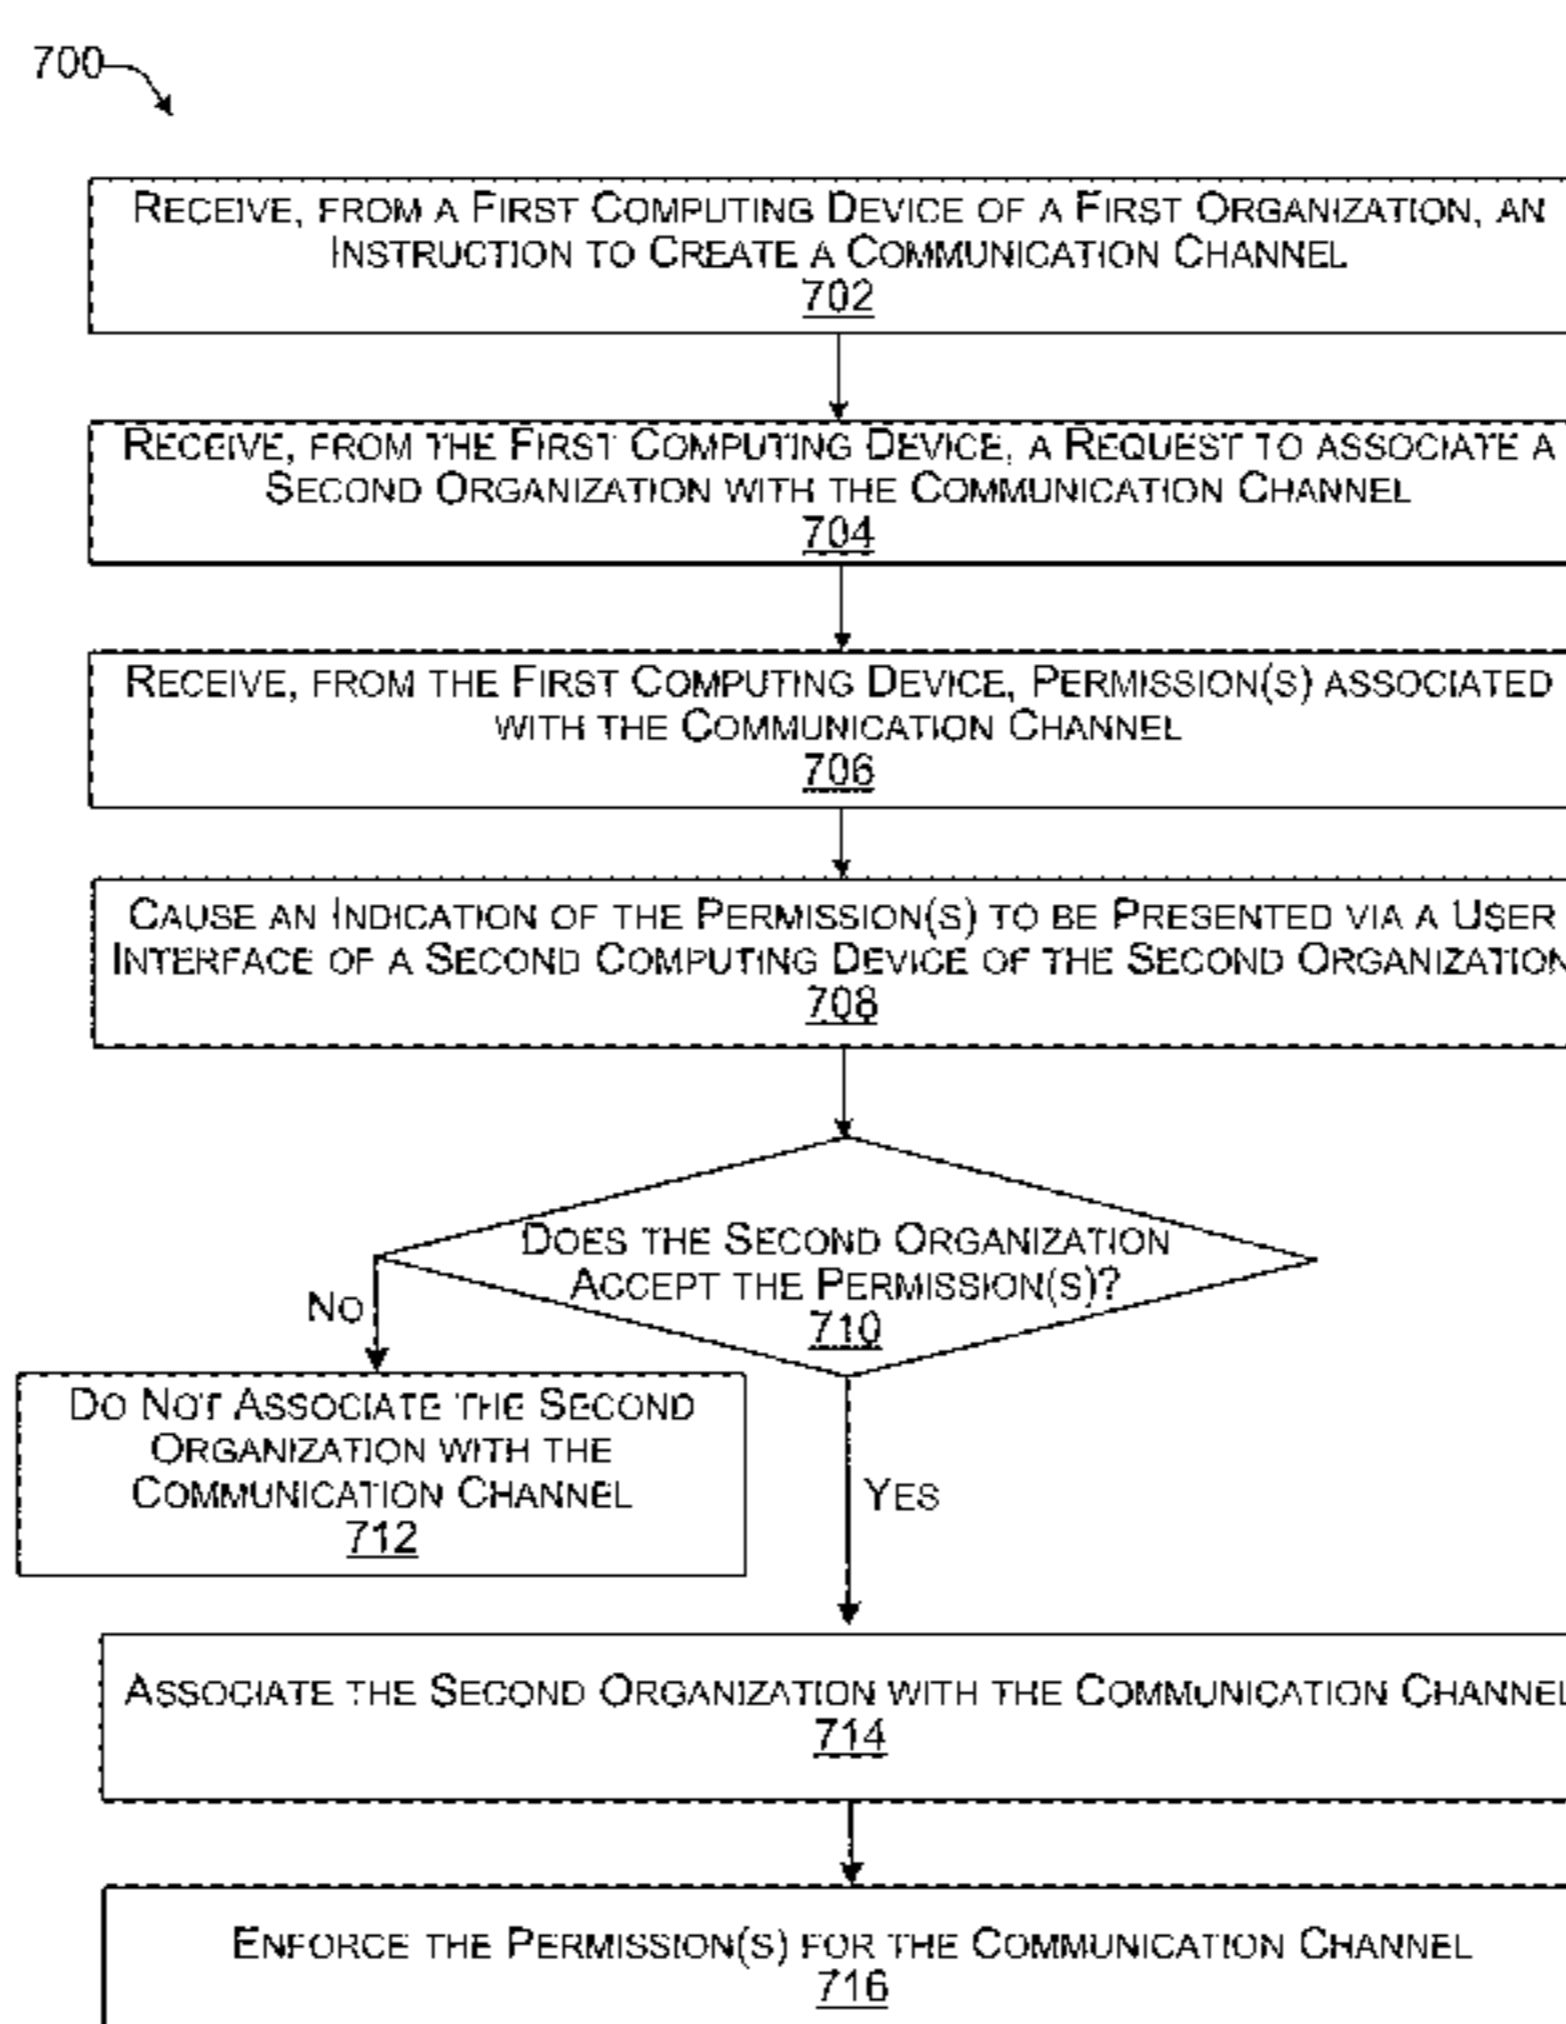 700
RECEIVE, FROM A FIRST COMPUTING DEVICE OF A FIRST ORGANIZATION, AN
INSTRUCTION TO CREATE A COMMUNICATION CHANNEL
702
RECEIVE, FROM THE FIRST COMPUTING DEVICE, A REQUEST TO ASSOCIATE A
SECOND ORGANIZATION WITH THE COMMUNICATION CHANNEL
704
RECEIVE, FROM THE FIRST COMPUTING DEVICE, PERMISSION(S) ASSOCIATED
WITH THE COMMUNICATION CHANNEL
706
CAUSE AN INDICATION OF THE PERMISSION(S) TO BE PRESENTED VIA A USER
INTERFACE OF A SECOND COMPUTING DEVICE OF THE SECOND ORGANIZATION
708
DOES THE SECOND ORGANIZATION
ACCEPT THE PERMISSION(S)?
710
NO
DO NOT ASSOCIATE THE SECOND
ORGANIZATION WITH THE
COMMUNICATION CHANNEL
712
YES
ASSOCIATE THE SECOND ORGANIZATION WITH THE COMMUNICATION CHANNEL
714
ENFORCE THE PERMISSION(S) FOR THE COMMUNICATION CHANNEL
716